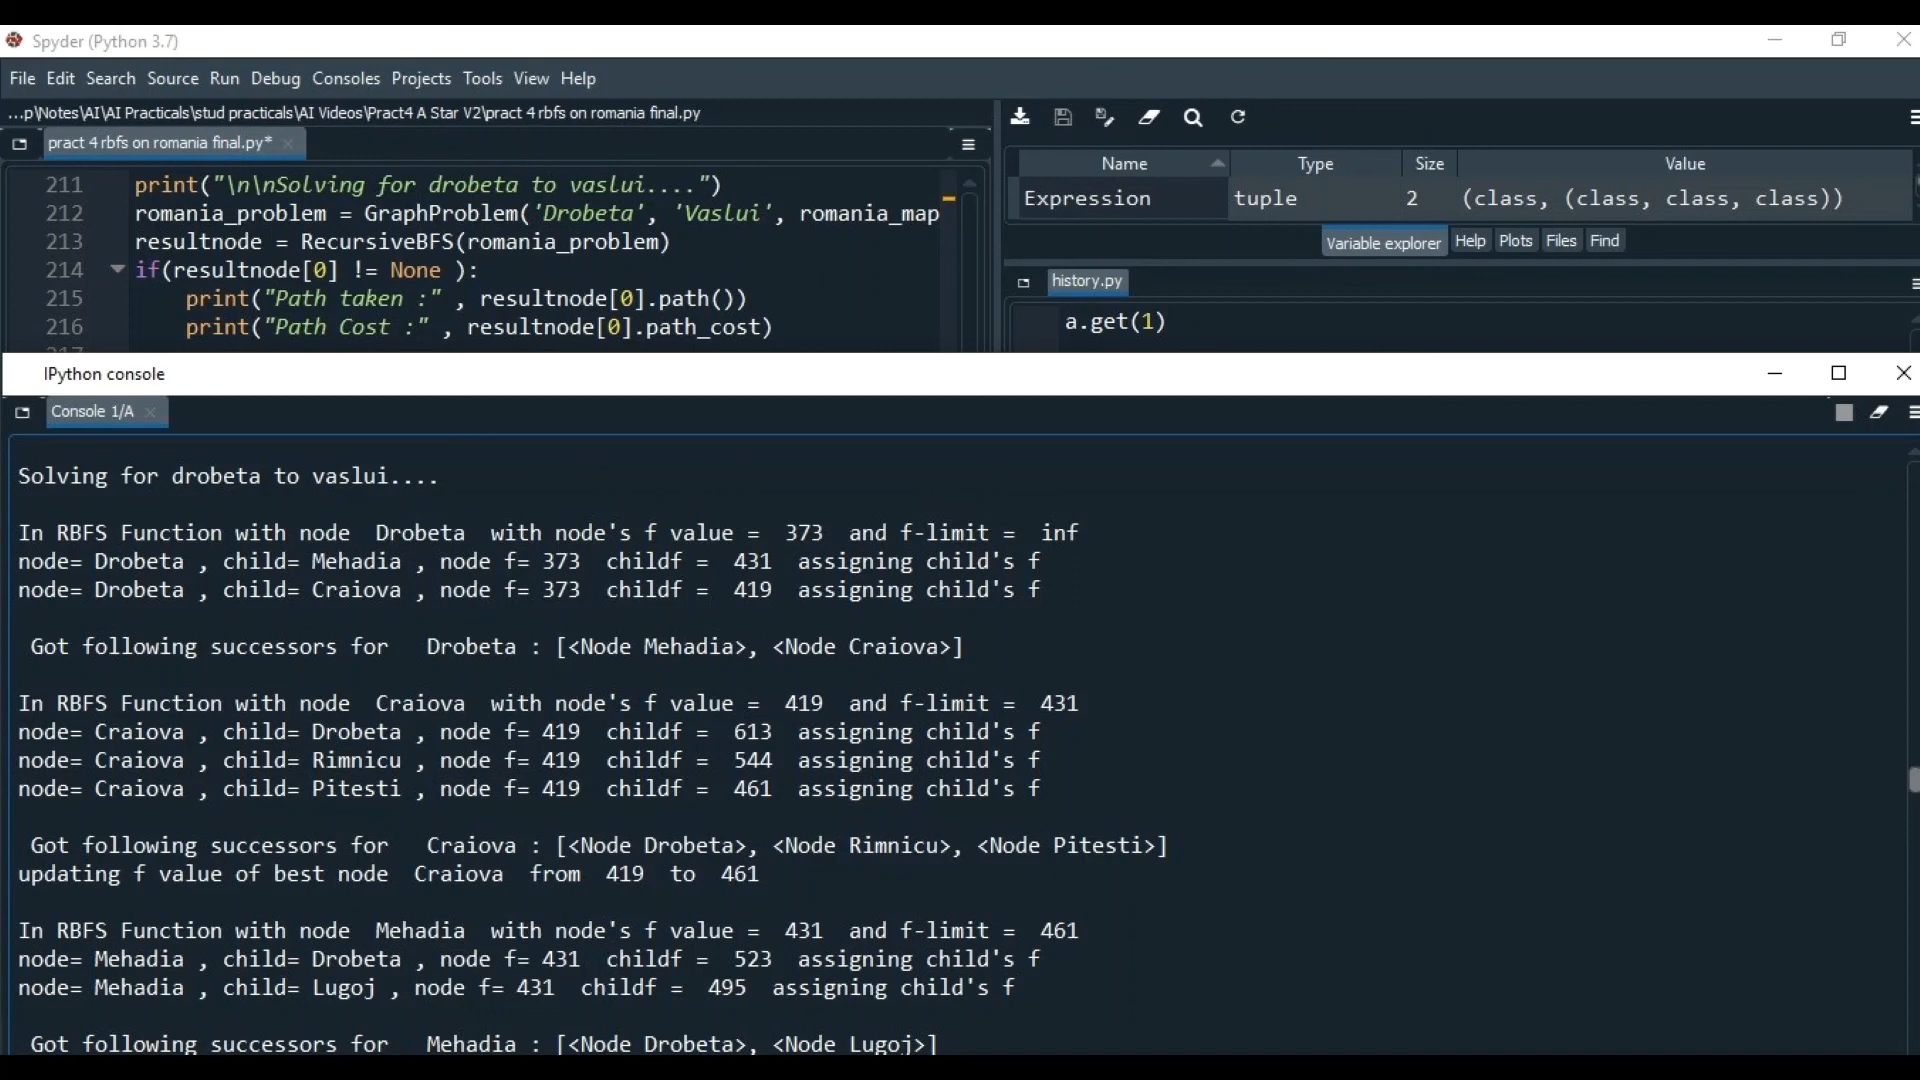 Spyder (Python 3.7)
File Edit Search Source Run Debug Consoles Projects Tools View Help
...p\Notes\AI\AI Practicals\stud practicals\AI Videos\Pract4 A Star V2\pract 4 rbfs on romania final.py
pract 4 rbfs on romania final.py*
211 print("\n\nSolving for drobeta to vaslui....")
212 romania_problem = GraphProblem('Drobeta', 'Vaslui', romania_map
213 resultnode = RecursiveBFS(romania_problem)
214 if(resultnode[0] != None ):
215 print("Path taken :" , resultnode[0].path())
216 print("Path Cost :" , resultnode[0].path_cost)
Name Type Size Value
Expression tuple 2 (class, (class, class, class))
Variable explorer Help Plots Files Find
history.py
a.get(1)
IPython console
Console 1/A
Solving for drobeta to vaslui....
In RBFS Function with node Drobeta with node's f value = 373 and f-limit = inf
node= Drobeta , child= Mehadia , node f= 373 childf = 431 assigning child's f
node= Drobeta , child= Craiova , node f= 373 childf = 419 assigning child's f
Got following successors for Drobeta : [<Node Mehadia>, <Node Craiova>]
In RBFS Function with node Craiova with node's f value = 419 and f-limit = 431
node= Craiova , child= Drobeta , node f= 419 childf = 613 assigning child's f
node= Craiova , child= Rimnicu , node f= 419 childf = 544 assigning child's f
node= Craiova , child= Pitesti , node f= 419 childf = 461 assigning child's f
Got following successors for Craiova : [<Node Drobeta>, <Node Rimnicu>, <Node Pitesti>]
updating f value of best node Craiova from 419 to 461
In RBFS Function with node Mehadia with node's f value = 431 and f-limit = 461
node= Mehadia , child= Drobeta , node f= 431 childf = 523 assigning child's f
node= Mehadia , child= Lugoj , node f= 431 childf = 495 assigning child's f
Got following successors for Mehadia : [<Node Drobeta>, <Node Lugoj>]